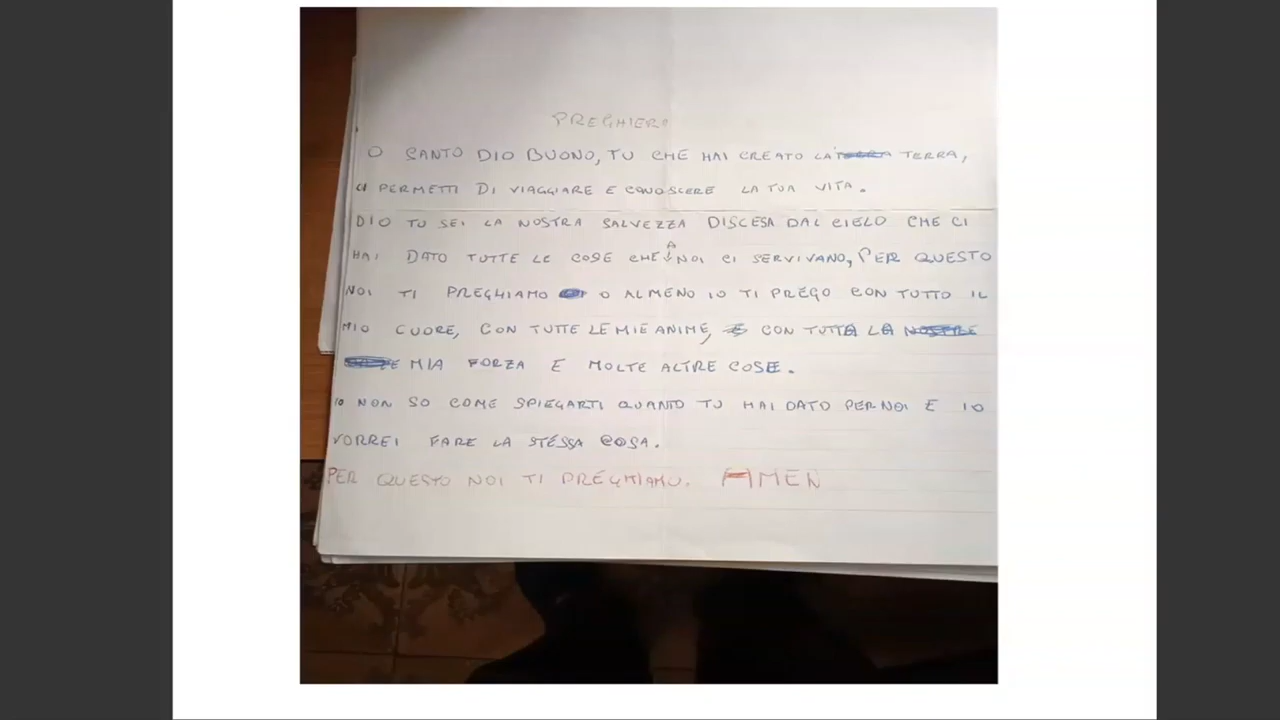 PREGHIERA
O SANTO DIO BUONO, TU CHE HAI CREATO LA TERRA,
CI PERMETTI DI VIAGGIARE E CONOSCERE LA TUA VITA.
DIO TU SEI LA NOSTRA SALVEZZA DISCESA DAL CIELO CHE CI
HAI DATO TUTTE LE COSE CHE A NOI CI SERVIVANO, PER QUESTO
NOI TI PREGHIAMO O ALMENO IO TI PREGO CON TUTTO IL
MIO CUORE, CON TUTTE LE MIE ANIME, CON TUTTA LA
MIA FORZA E MOLTE ALTRE COSE.
IO NON SO COME SPIEGARTI QUANTO TU HAI DATO PER NOI E IO
VORREI FARE LA STESSA COSA.
PER QUESTO NOI TI PREGHIAMO. AMEN